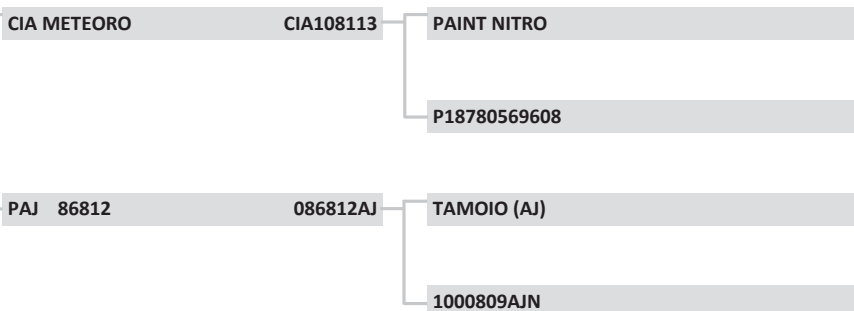 CIA METEORO CIA108113 PAINT NITRO
P18780569608
PAJ 86812 086812AJ TAMOIO (AJ)
1000809AJN